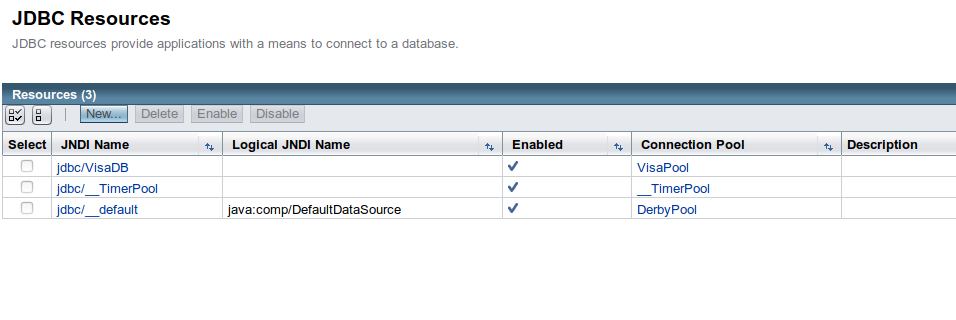 JDBC Resources
JDBC resources provide applications with a means to connect to a database.
Resources (3)
New... Delete Enable Disable
Select JNDI Name Logical JNDI Name Enabled Connection Pool Description
jdbc/VisaDB VisaPool
jdbc/__TimerPool __TimerPool
jdbc/__default java:comp/DefaultDataSource DerbyPool